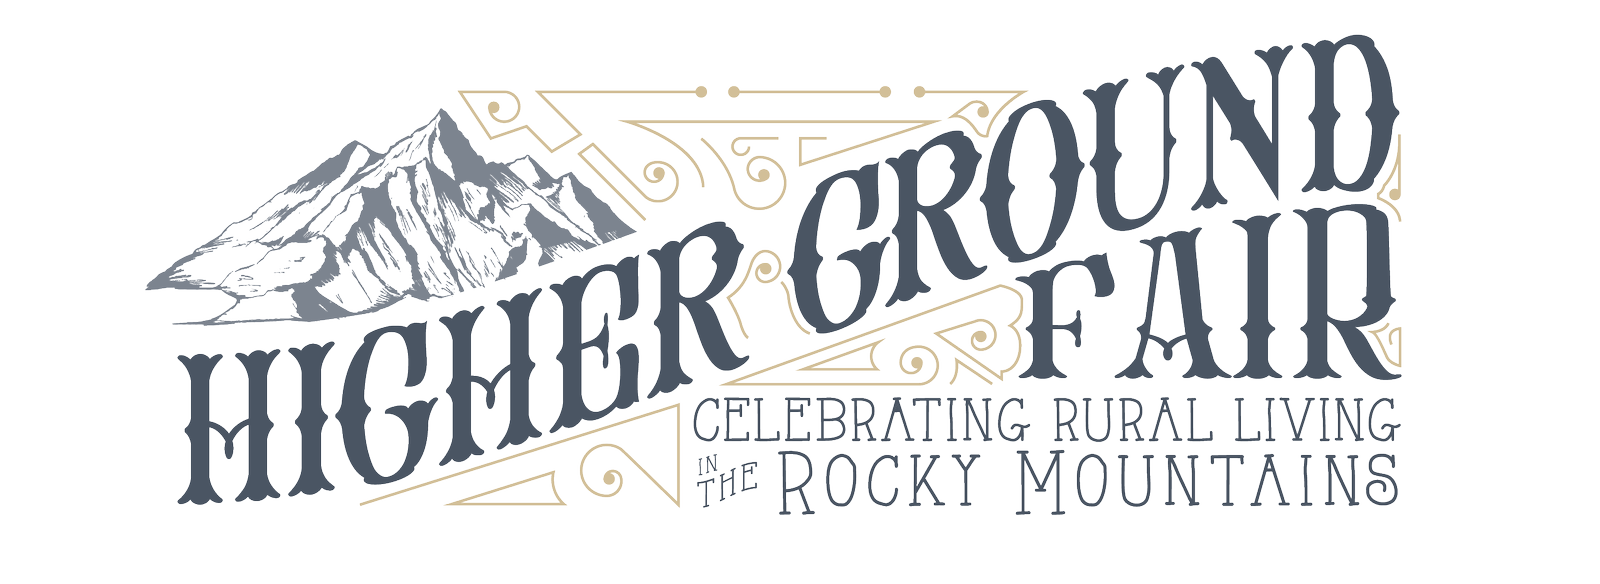 HIGHER GROUND
FAIR
CELEBRATING RURAL LIVING
IN THE ROCKY MOUNTAINS